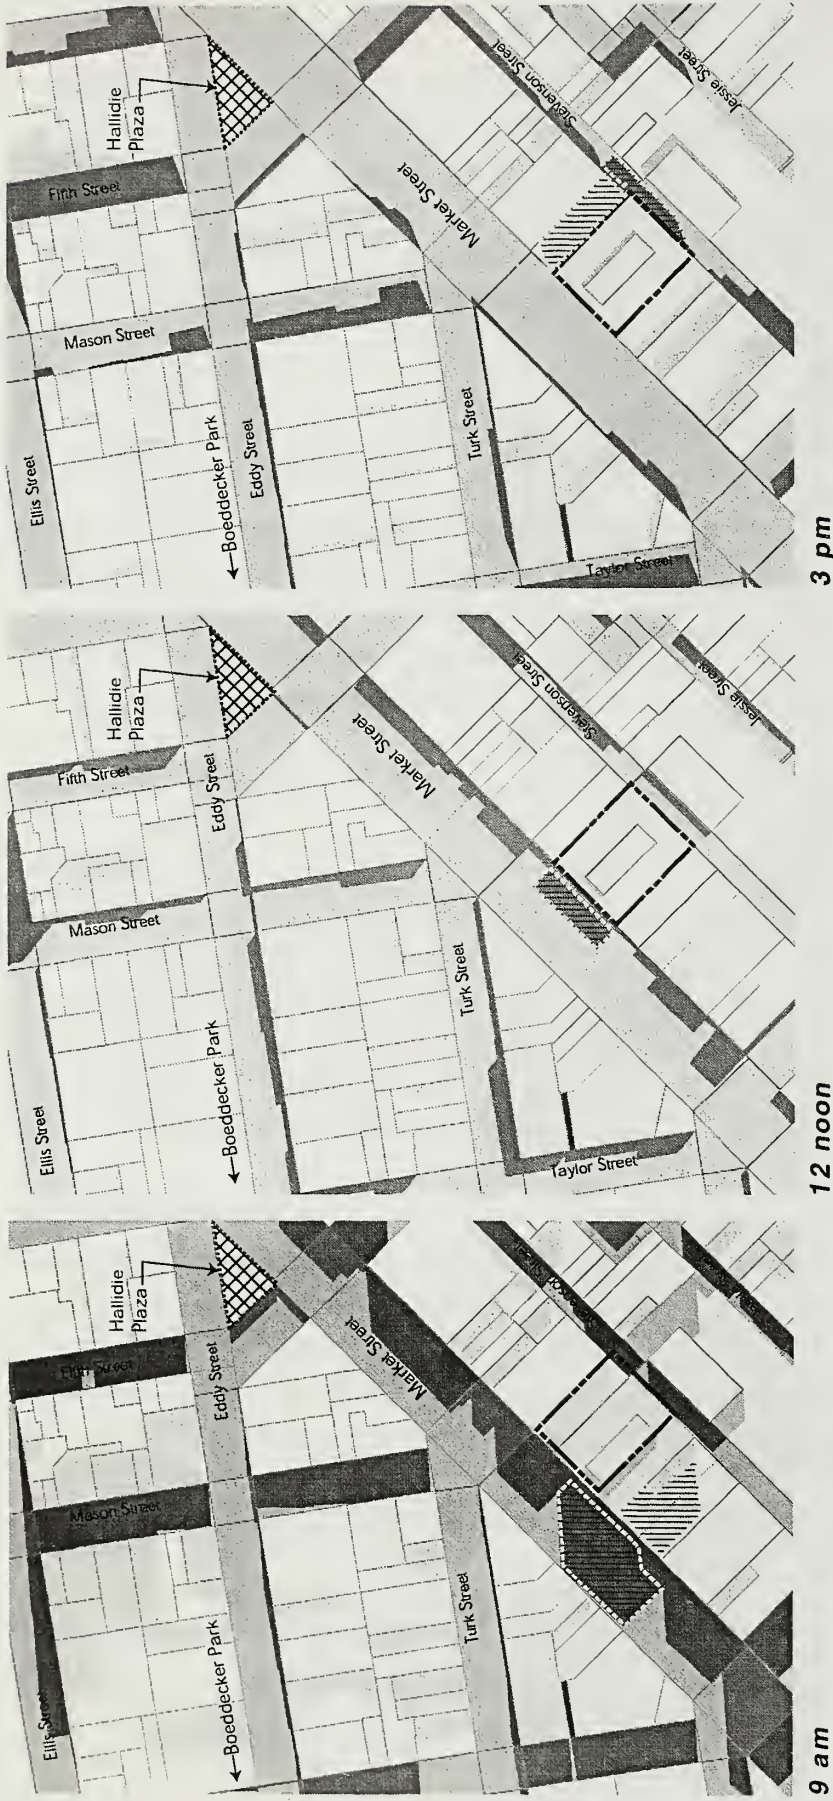 Hallidie
Plaza
Fifth Street
Mason Street
Ellis Street
Boeddecker Park
Eddy Street
Turk Street
Market Street
Stevenson Street
Jessie Street
Taylor Street
3 pm
Hallidie
Plaza
Fifth Street
Eddy Street
Mason Street
Ellis Street
Boeddecker Park
Turk Street
Market Street
Stevenson Street
Jessie Street
Taylor Street
12 noon
Hallidie
Plaza
Fifth Street
Eddy Street
Mason Street
Ellis Street
Boeddecker Park
Turk Street
Market Street
Stevenson Street
9 am